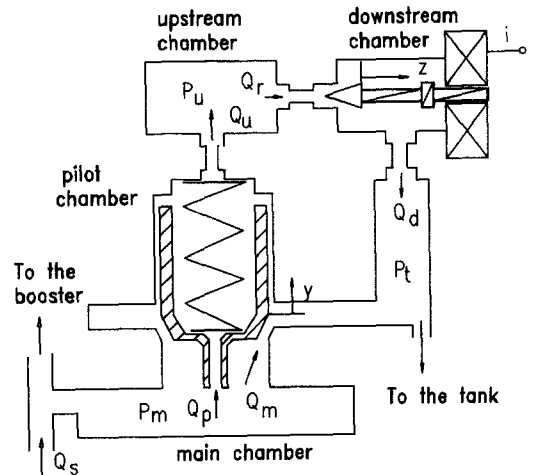 upstream
chamber
downstream
chamber
i
z
Pu
Qr
Qu
pilot
chamber
Qd
Pt
y
To the
booster
To the tank
Pm
Qp
Qm
main chamber
Qs